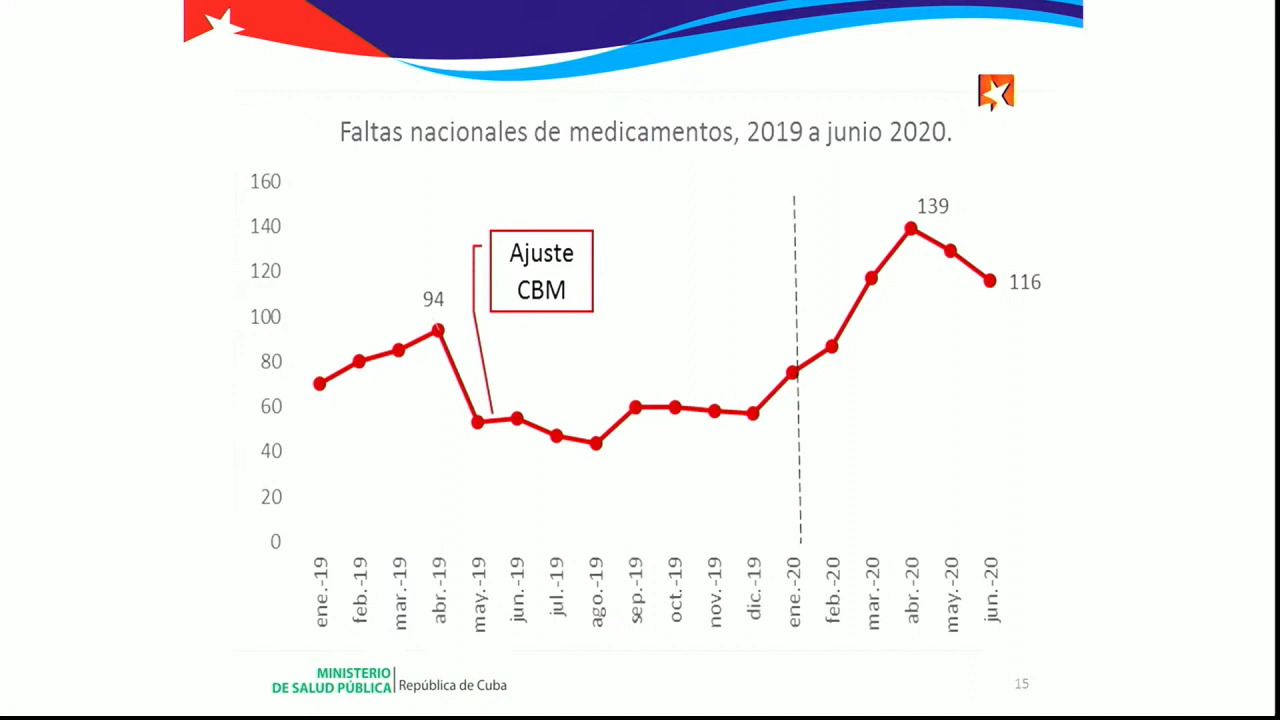 Faltas nacionales de medicamentos, 2019 a junio 2020.
160
140
120
100
80
60
40
20
0
94
Ajuste
CBM
139
116
ene.-19
feb.-19
mar.-19
abr.-19
may.-19
jun.-19
jul.-19
ago.-19
sep.-19
oct.-19
nov.-19
dic.-19
ene.-20
feb.-20
mar.-20
abr.-20
may.-20
jun.-20
MINISTERIO
DE SALUD PÚBLICA República de Cuba
15